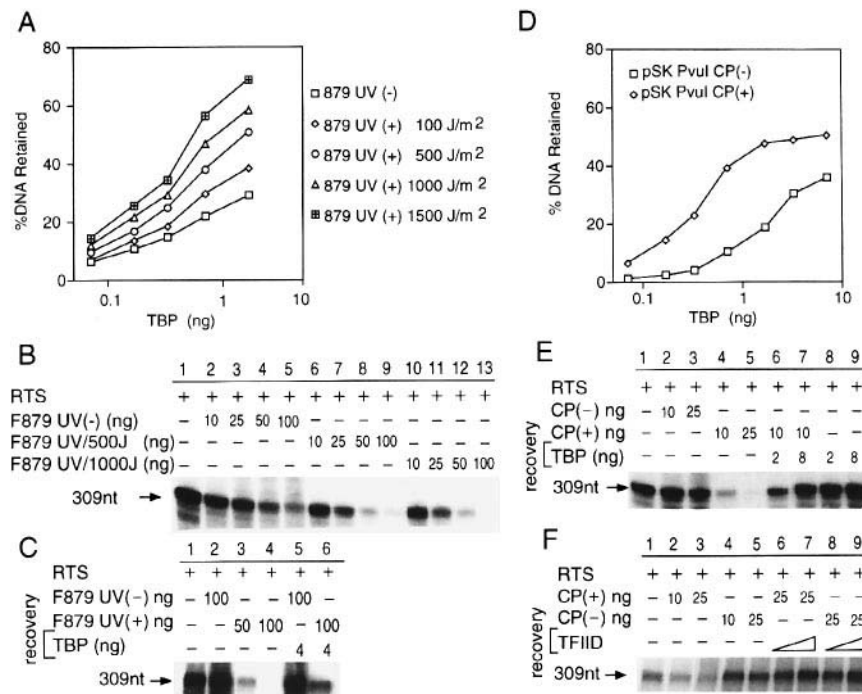 A
80
60
40
20
0
%DNA Retained
0.1 1 10
TBP (ng)
879 UV (-)
879 UV (+) 100 J/m2
879 UV (+) 500 J/m2
879 UV (+) 1000 J/m2
879 UV (+) 1500 J/m2
D
80
60
40
20
0
% DNA Retained
pSK PvuI CP(-)
pSK PvuI CP(+)
0.1 1 10
TBP (ng)
B
1 2 3 4 5 6 7 8 9 10 11 12 13
RTS + + + + + + + + + + + + +
F879 UV(-) (ng) – 10 25 50 100 – – – – – – – –
F879 UV/500J (ng) – – – – – 10 25 50 100 – – – –
F879 UV/1000J (ng) – – – – – – – – – 10 25 50 100
309nt
C
1 2 3 4 5 6
RTS + + + + + +
F879 UV(−) ng – 100 – – 100 –
F879 UV(+) ng – – 50 100 – 100
recovery
TBP (ng) – – – – 4 4
309nt
E
1 2 3 4 5 6 7 8 9
RTS + + + + + + + + +
CP(−) ng – 10 25 – – – – – –
CP(+) ng – – – 10 25 10 10 – –
recovery
TBP (ng) – – – – – 2 8 2 8
309nt
F
1 2 3 4 5 6 7 8 9
RTS + + + + + + + + +
CP(+) ng – 10 25 – – 25 25 – –
CP(−) ng – – – 10 25 – – 25 25
recovery
TFIID – – – – –
309nt